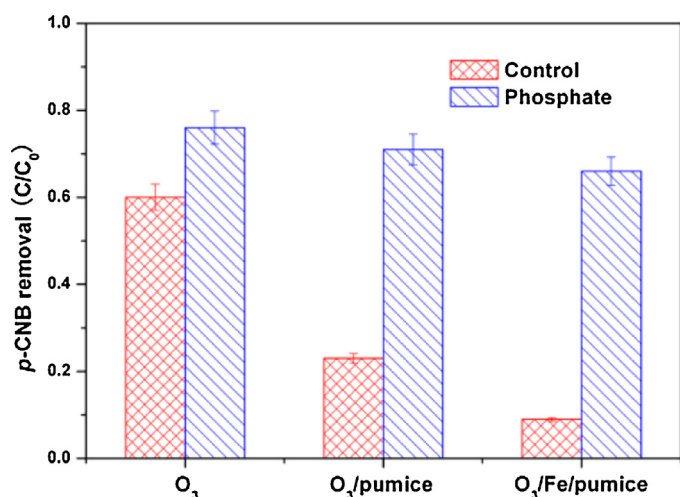 1.0
0.8
0.6
0.4
0.2
0.0
p-CNB removal (C/C₀)
Control
Phosphate
O₃
O₃/pumice
O₃/Fe/pumice